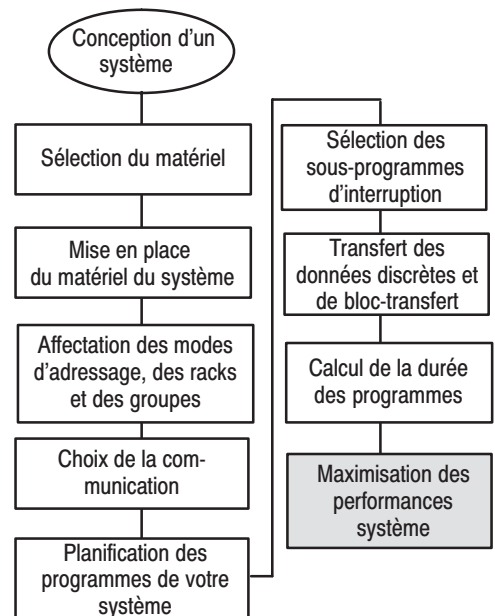 Conception d'un
système
Sélection du matériel
Mise en place
du matériel du système
Affectation des modes
d'adressage, des racks
et des groupes
Choix de la com-
munication
Planification des
programmes de votre
système
Sélection des
sous-programmes
d'interruption
Transfert des
données discrètes et
de bloc-transfert
Calcul de la durée
des programmes
Maximisation des
performances
système